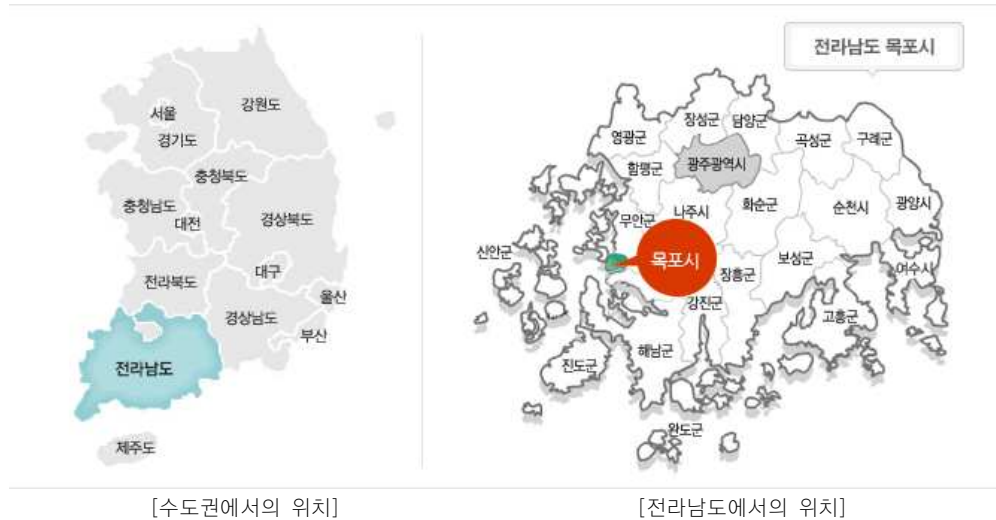 서울
강원도
경기도
충청북도
충청남도
대전
경상북도
전라북도
대구
울산
경상남도
부산
전라남도
제주도
전라남도 목포시
장성군
담양군
영광군
곡성군
구례군
함평군
광주광역시
무안군
나주시
화순군
순천시
광양시
신안군
목포시
장흥군
보성군
여수시
강진군
고흥군
해남군
진도군
완도군
[수도권에서의 위치]
[전라남도에서의 위치]